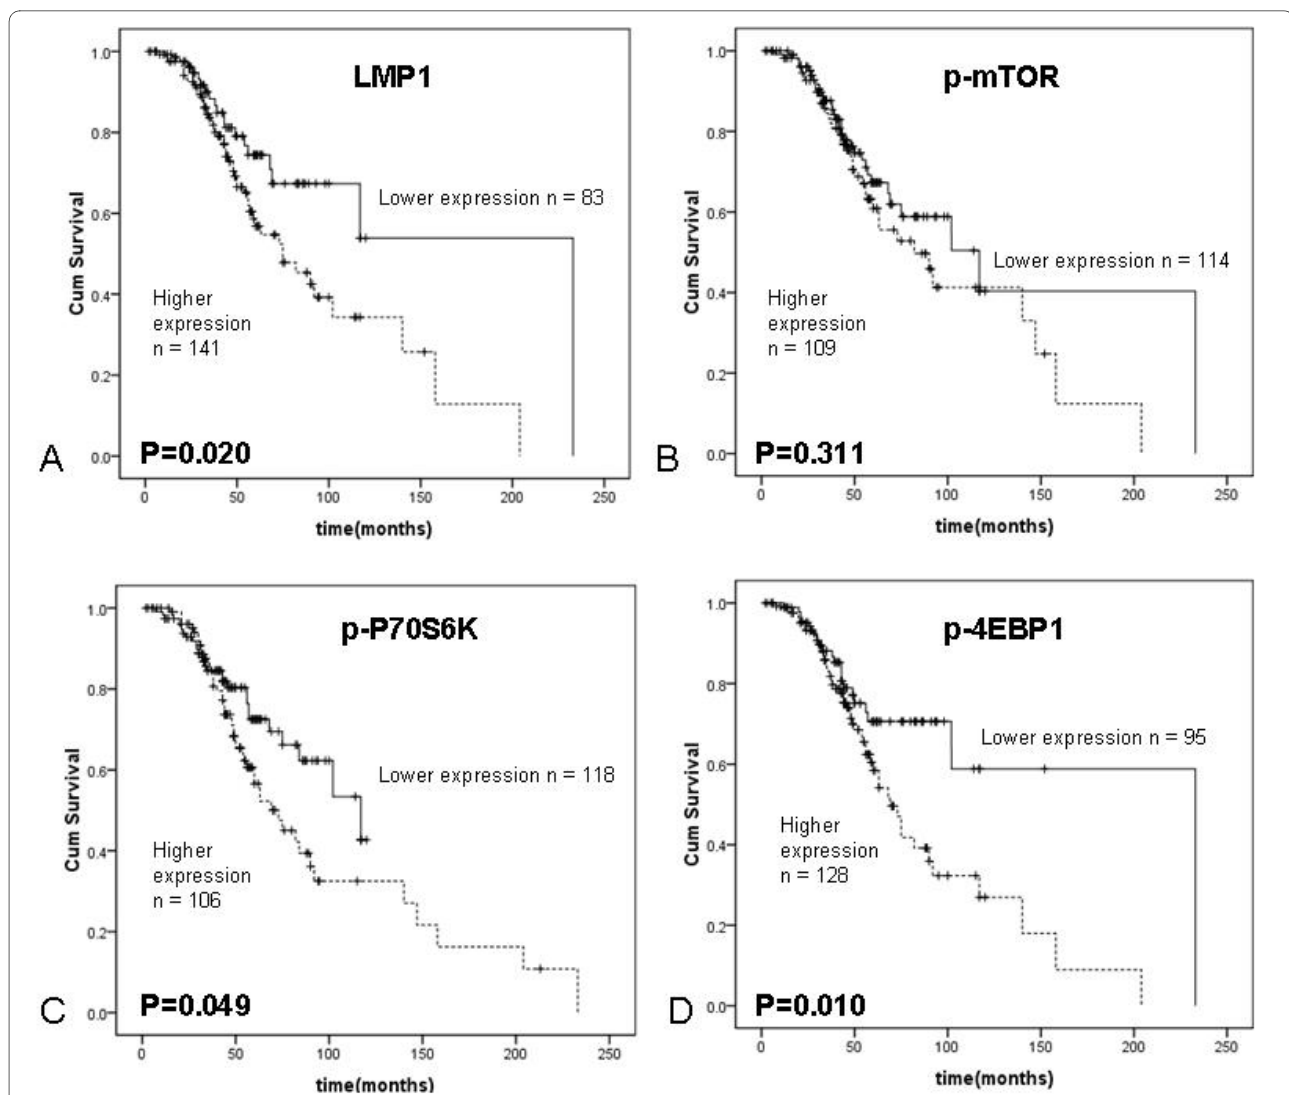 LMP1
Cum Survival
1.0
0.8
0.6
0.4
0.2
0.0
Lower expression n = 83
Higher
expression
n = 141
A
P=0.020
0 50 100 150 200 250
time(months)
p-mTOR
Cum Survival
1.0
0.8
0.6
0.4
0.2
0.0
Lower expression n = 114
Higher
expression
n = 109
B
P=0.311
0 50 100 150 200 250
time(months)
p-P70S6K
Cum Survival
1.0
0.8
0.6
0.4
0.2
0.0
Lower expression n = 118
Higher
expression
n = 106
C
P=0.049
0 50 100 150 200 250
time(months)
p-4EBP1
Cum Survival
1.0
0.8
0.6
0.4
0.2
0.0
Lower expression n = 95
Higher
expression
n = 128
D
P=0.010
0 50 100 150 200 250
time(months)